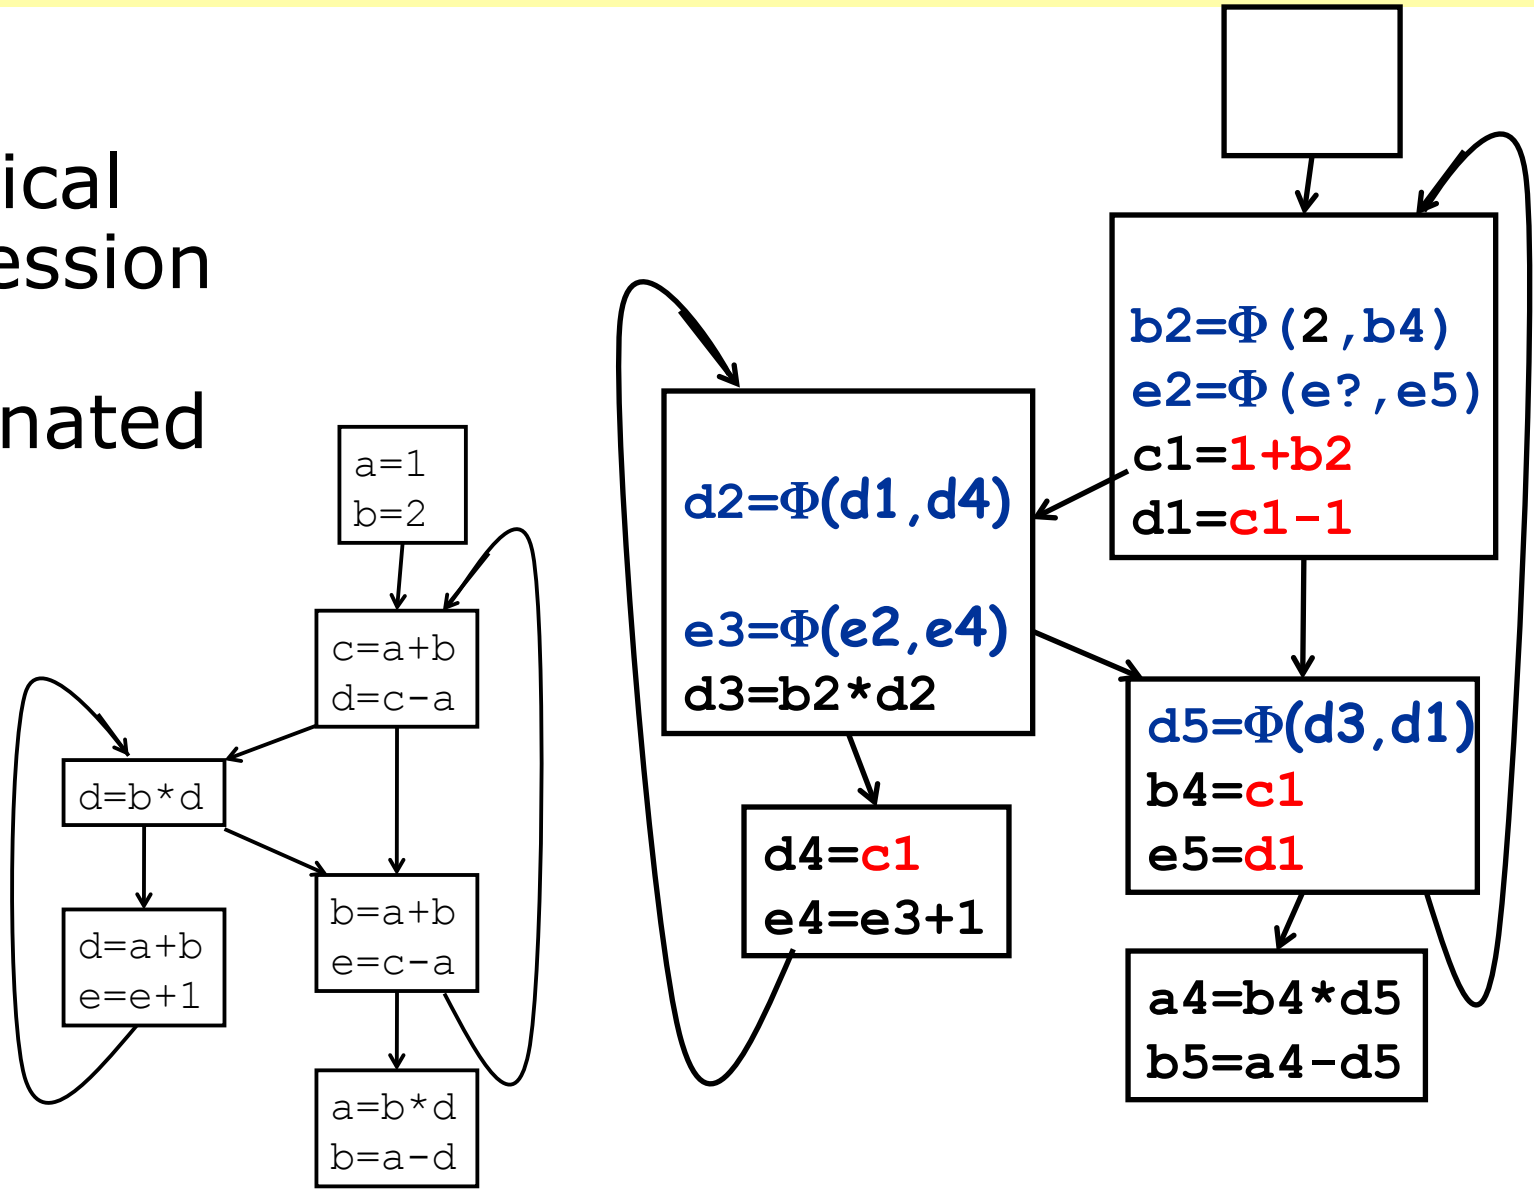 ical
ession
nated
a=1
b=2
c=a+b
d=c-a
d=b*d
d=a+b
e=e+1
b=a+b
e=c-a
a=b*d
b=a-d
b2=Φ(2,b4)
e2=Φ(e?,e5)
c1=1+b2
d1=c1-1
d2=Φ(d1,d4)
e3=Φ(e2,e4)
d3=b2*d2
d4=c1
e4=e3+1
d5=Φ(d3,d1)
b4=c1
e5=d1
a4=b4*d5
b5=a4-d5